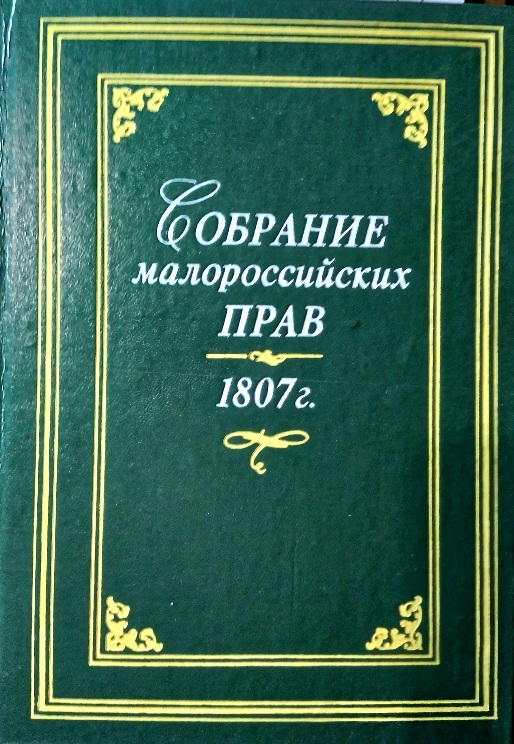 СОБРАНИЕ
малороссийских
ПРАВ
1807г.